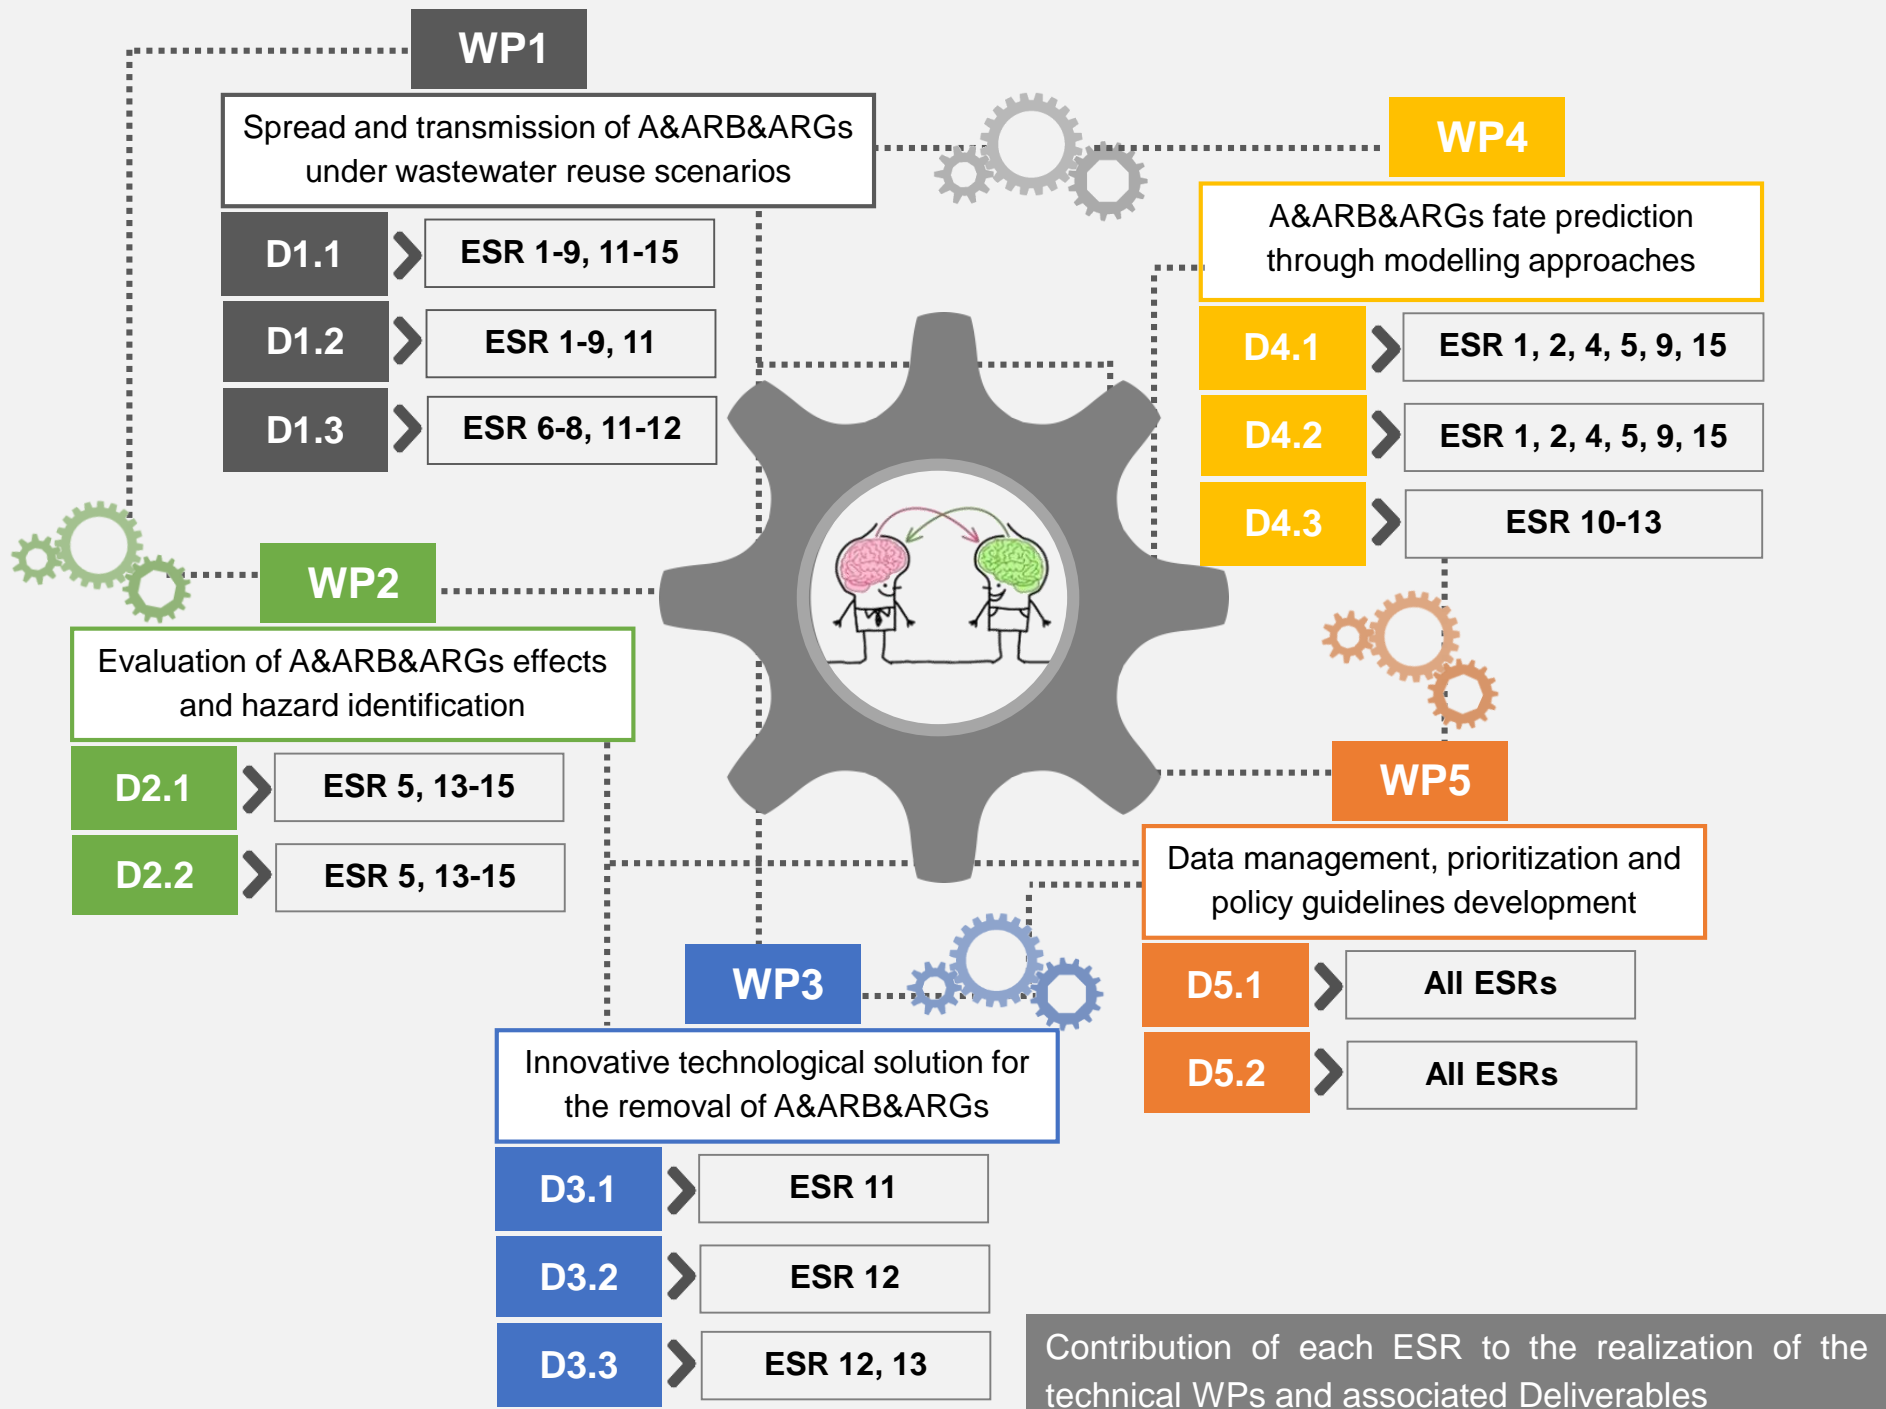 WP1
Spread and transmission of A&ARB&ARGs
under wastewater reuse scenarios
D1.1
ESR 1-9, 11-15
D1.2
ESR 1-9, 11
D1.3
ESR 6-8, 11-12
WP4
A&ARB&ARGs fate prediction
through modelling approaches
D4.1
ESR 1, 2, 4, 5, 9, 15
D4.2
ESR 1, 2, 4, 5, 9, 15
D4.3
ESR 10-13
WP2
Evaluation of A&ARB&ARGs effects
and hazard identification
D2.1
ESR 5, 13-15
D2.2
ESR 5, 13-15
WP5
Data management, prioritization and
policy guidelines development
D5.1
All ESRs
D5.2
All ESRs
WP3
Innovative technological solution for
the removal of A&ARB&ARGs
D3.1
ESR 11
D3.2
ESR 12
D3.3
ESR 12, 13
Contribution of each ESR to the realization of the
technical WPs and associated Deliverables